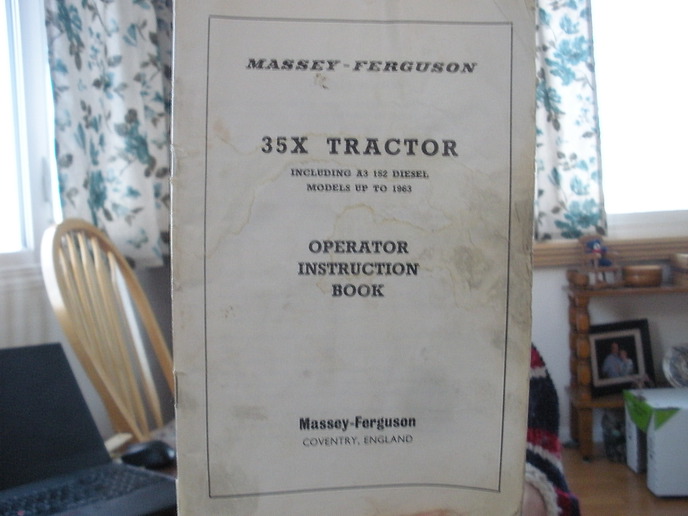 MASSEY-FERGUSON
35X TRACTOR
INCLUDING A3 152 DIESEL
MODELS UP TO 1963
OPERATOR
INSTRUCTION
BOOK
Massey-Ferguson
COVENTRY, ENGLAND